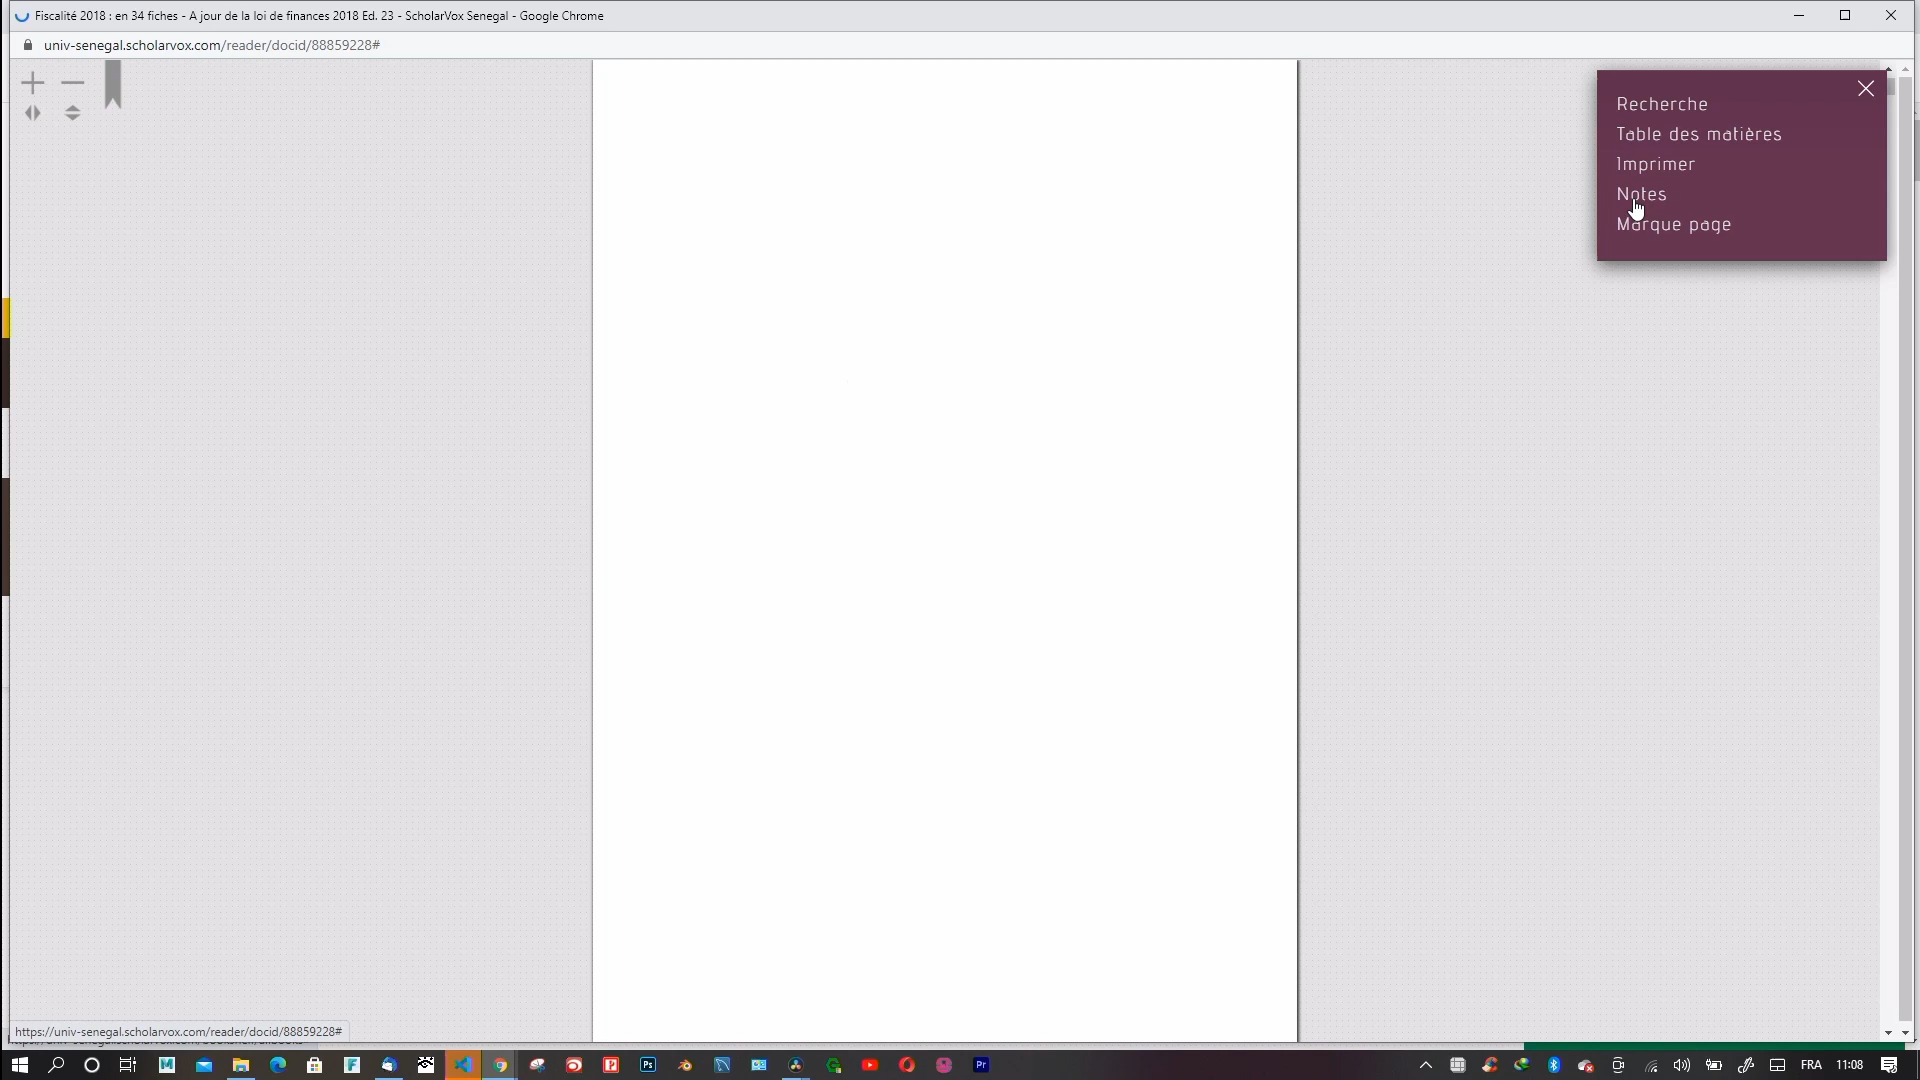 Fiscalité 2018 : en 34 fiches - A jour de la loi de finances 2018 Ed. 23 - ScholarVox Senegal - Google Chrome
univ-senegal.scholarvox.com/reader/docid/88859228#
Recherche
Table des matières
Imprimer
Notes
Marque page
https://univ-senegal.scholarvox.com/reader/docid/88859228#
Ps
Pr
FRA
11:08